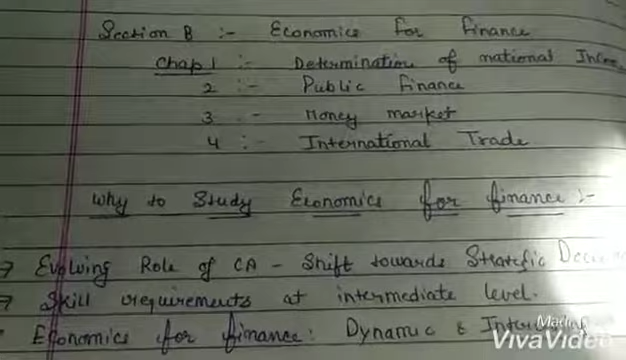 Section B :- Economics for finance
Chap 1 :- Determination of national
2 :- Public finance
3 :- Money market
4 :- International Trade
Why to Study Economics for finance :-
→ Evolving Role of CA - Shift towards Strategic
→ Skill requirements at intermediate level.
Economics for finance : Dynamic &
Made with
VivaVideo